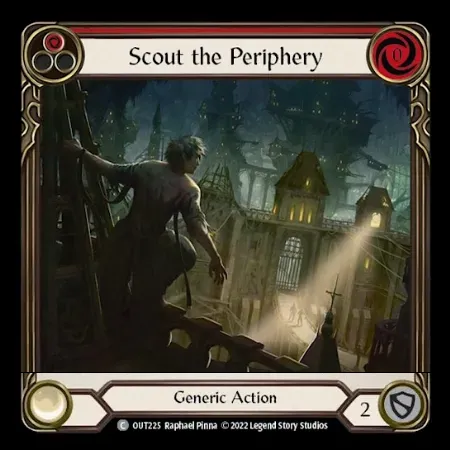 Scout the Periphery
0
Generic Action
2
C OUT225 Raphael Pinna © 2022 Legend Story Studios